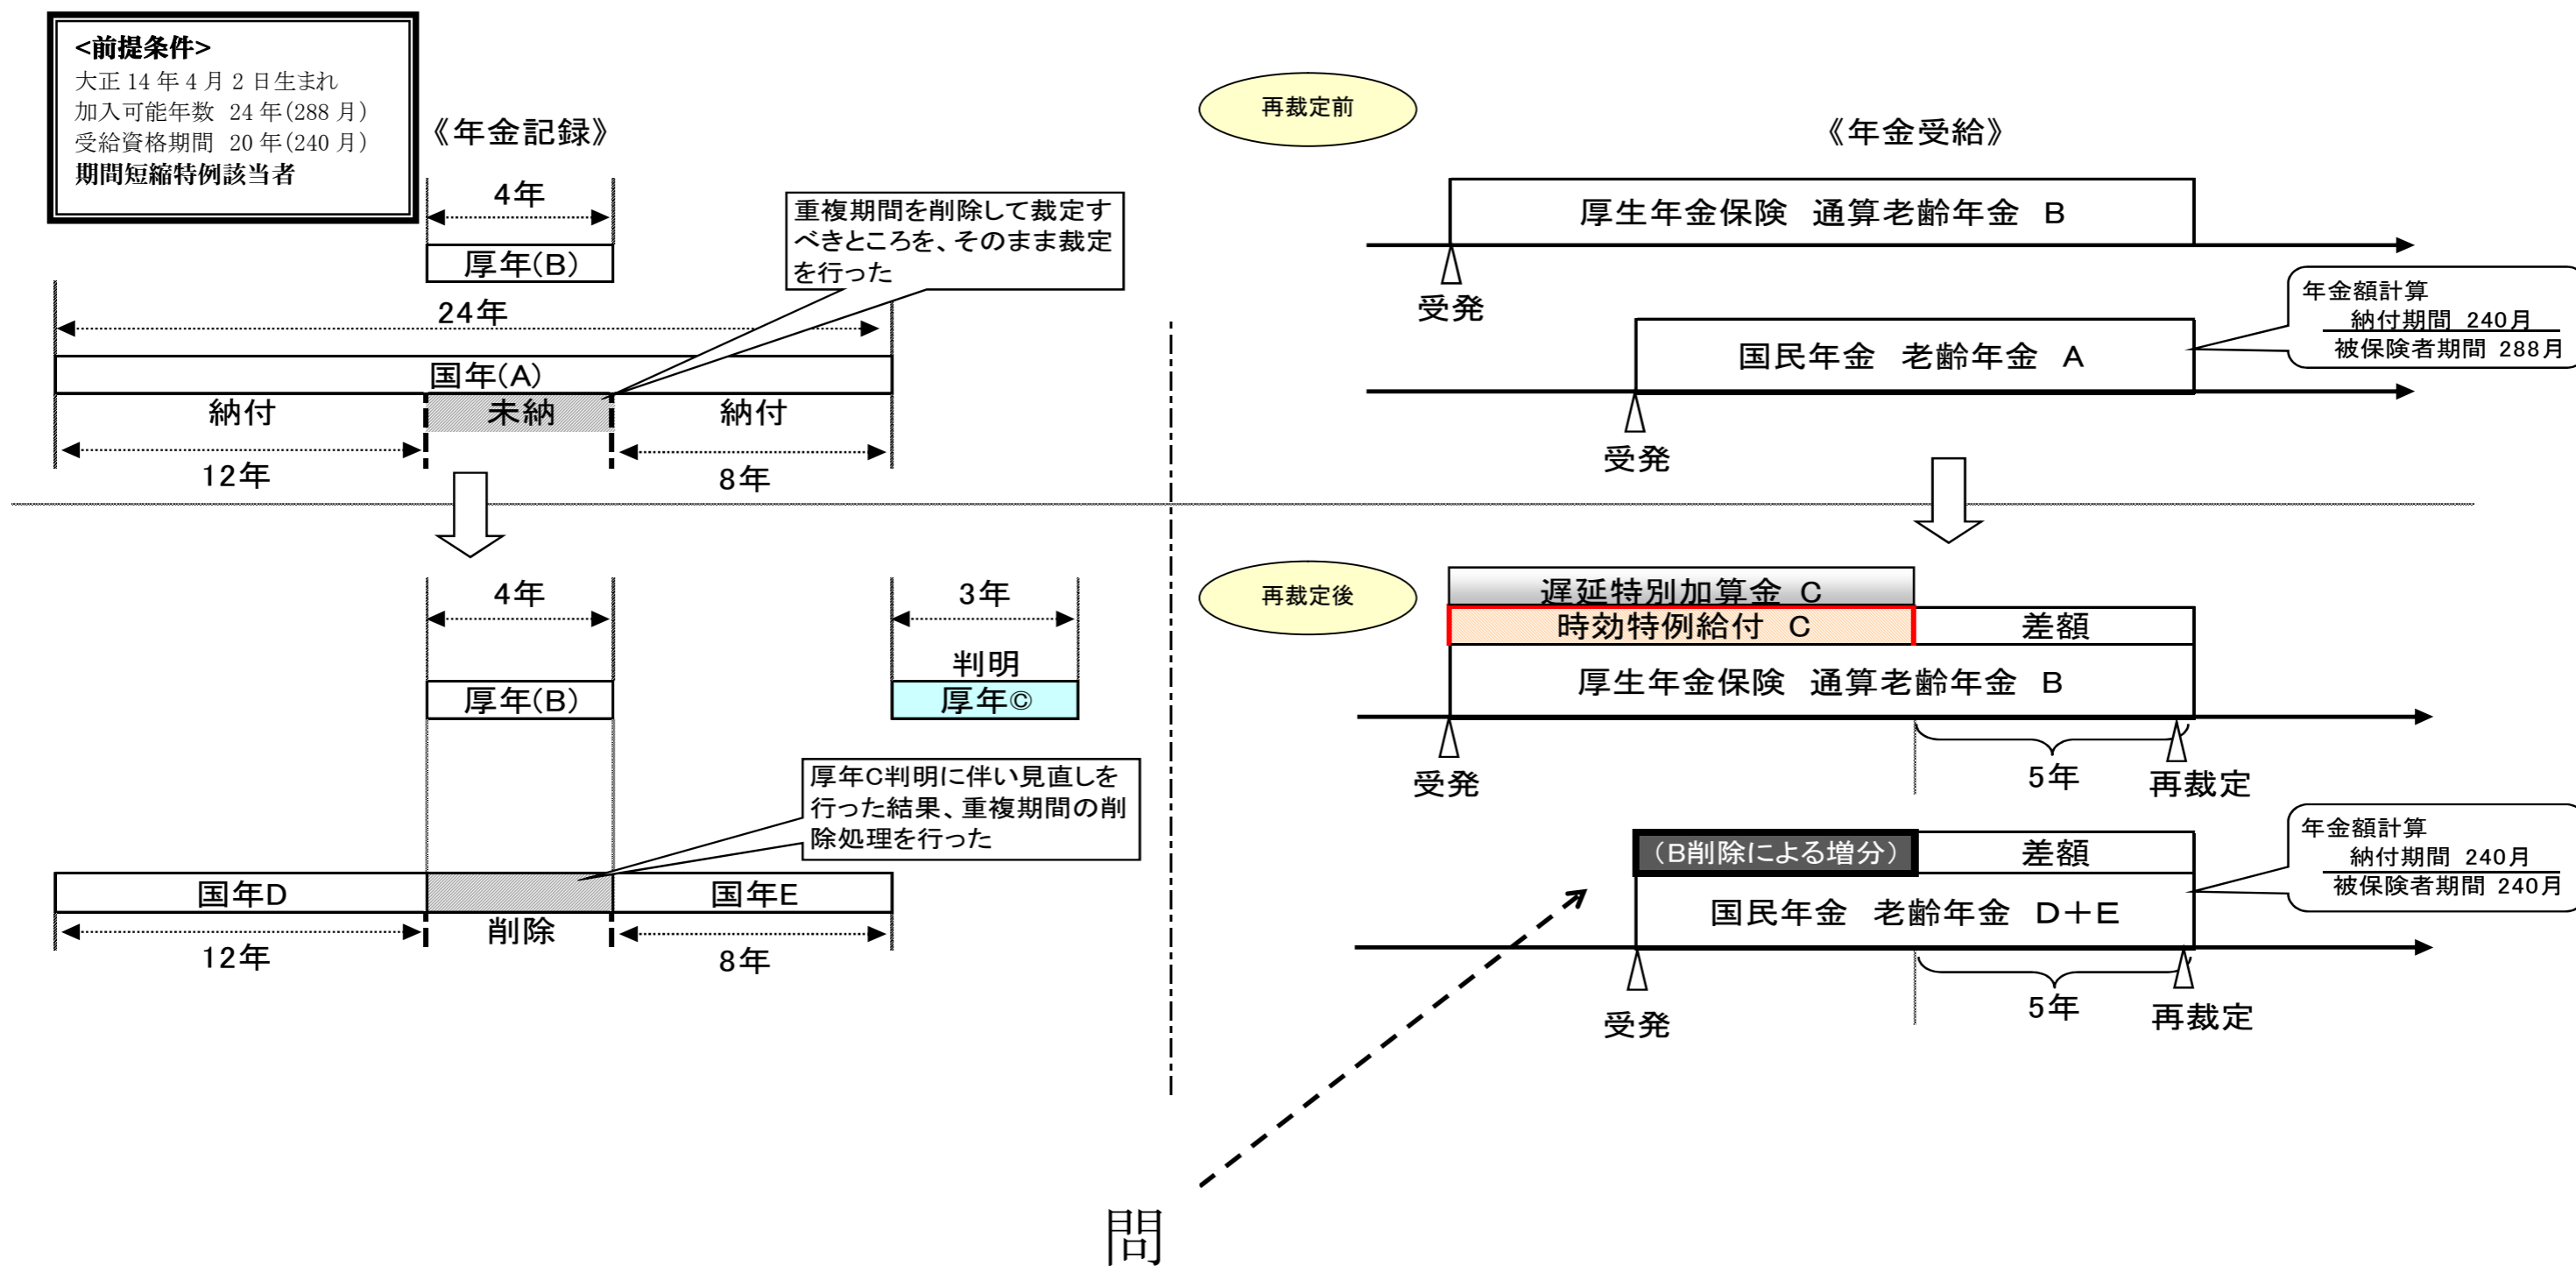 <前提条件>
大正14年4月2日生まれ
加入可能年数 24年(288月)
受給資格期間 20年(240月)
期間短縮特例該当者
《年金記録》
4年
厚年(B)
重複期間を削除して裁定す
べきところを、そのまま裁定
を行った
24年
国年(A)
納付
未納
納付
12年
8年
再裁定前
《年金受給》
厚生年金保険 通算老齢年金 B
受発
国民年金 老齢年金 A
受発
年金額計算
納付期間 240月
被保険者期間 288月
4年
3年
判明
厚年(B)
厚年©
厚年C判明に伴い見直しを
行った結果、重複期間の削
除処理を行った
国年D
国年E
削除
12年
8年
再裁定後
遅延特別加算金 C
時効特例給付 C
差額
厚生年金保険 通算老齢年金 B
受発
5年
再裁定
(B削除による増分)
差額
国民年金 老齢年金 D+E
受発
5年
再裁定
年金額計算
納付期間 240月
被保険者期間 240月
問